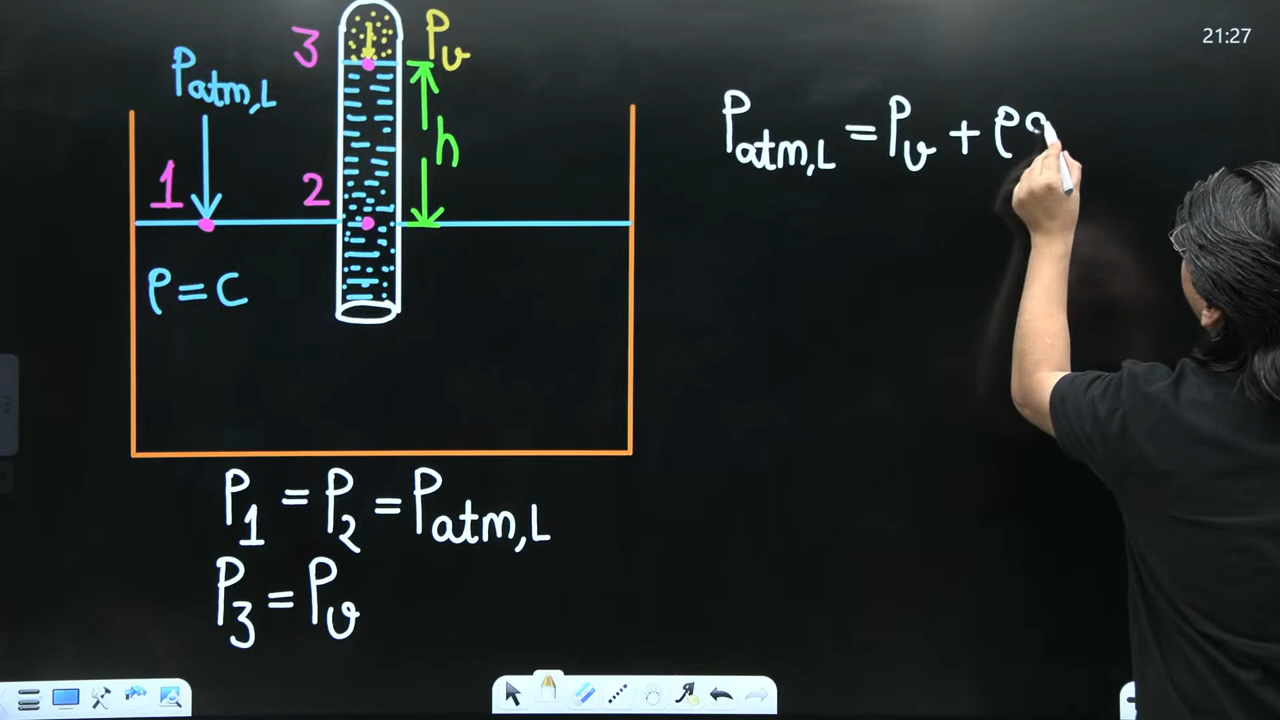 21:27
3
P_v
P_atm,L
h
1
2
ρ = C
P_atm,L = P_v + ρ
P_1 = P_2 = P_atm,L
P_3 = P_v